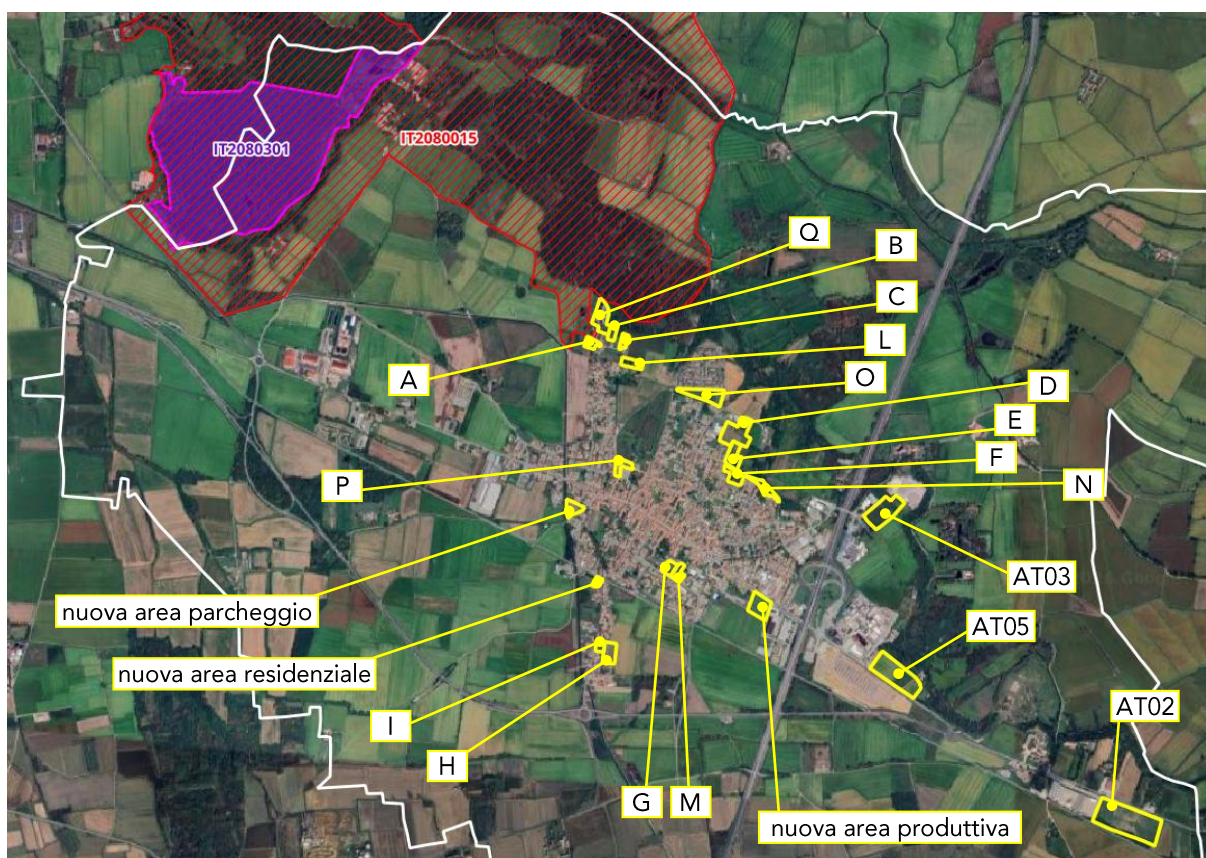 IT2080015
IT2080301
Q
B
C
L
A
O
D
E
F
P
N
AT03
nuova area parcheggio
AT05
nuova area residenziale
AT02
I
H
G
M
nuova area produttiva